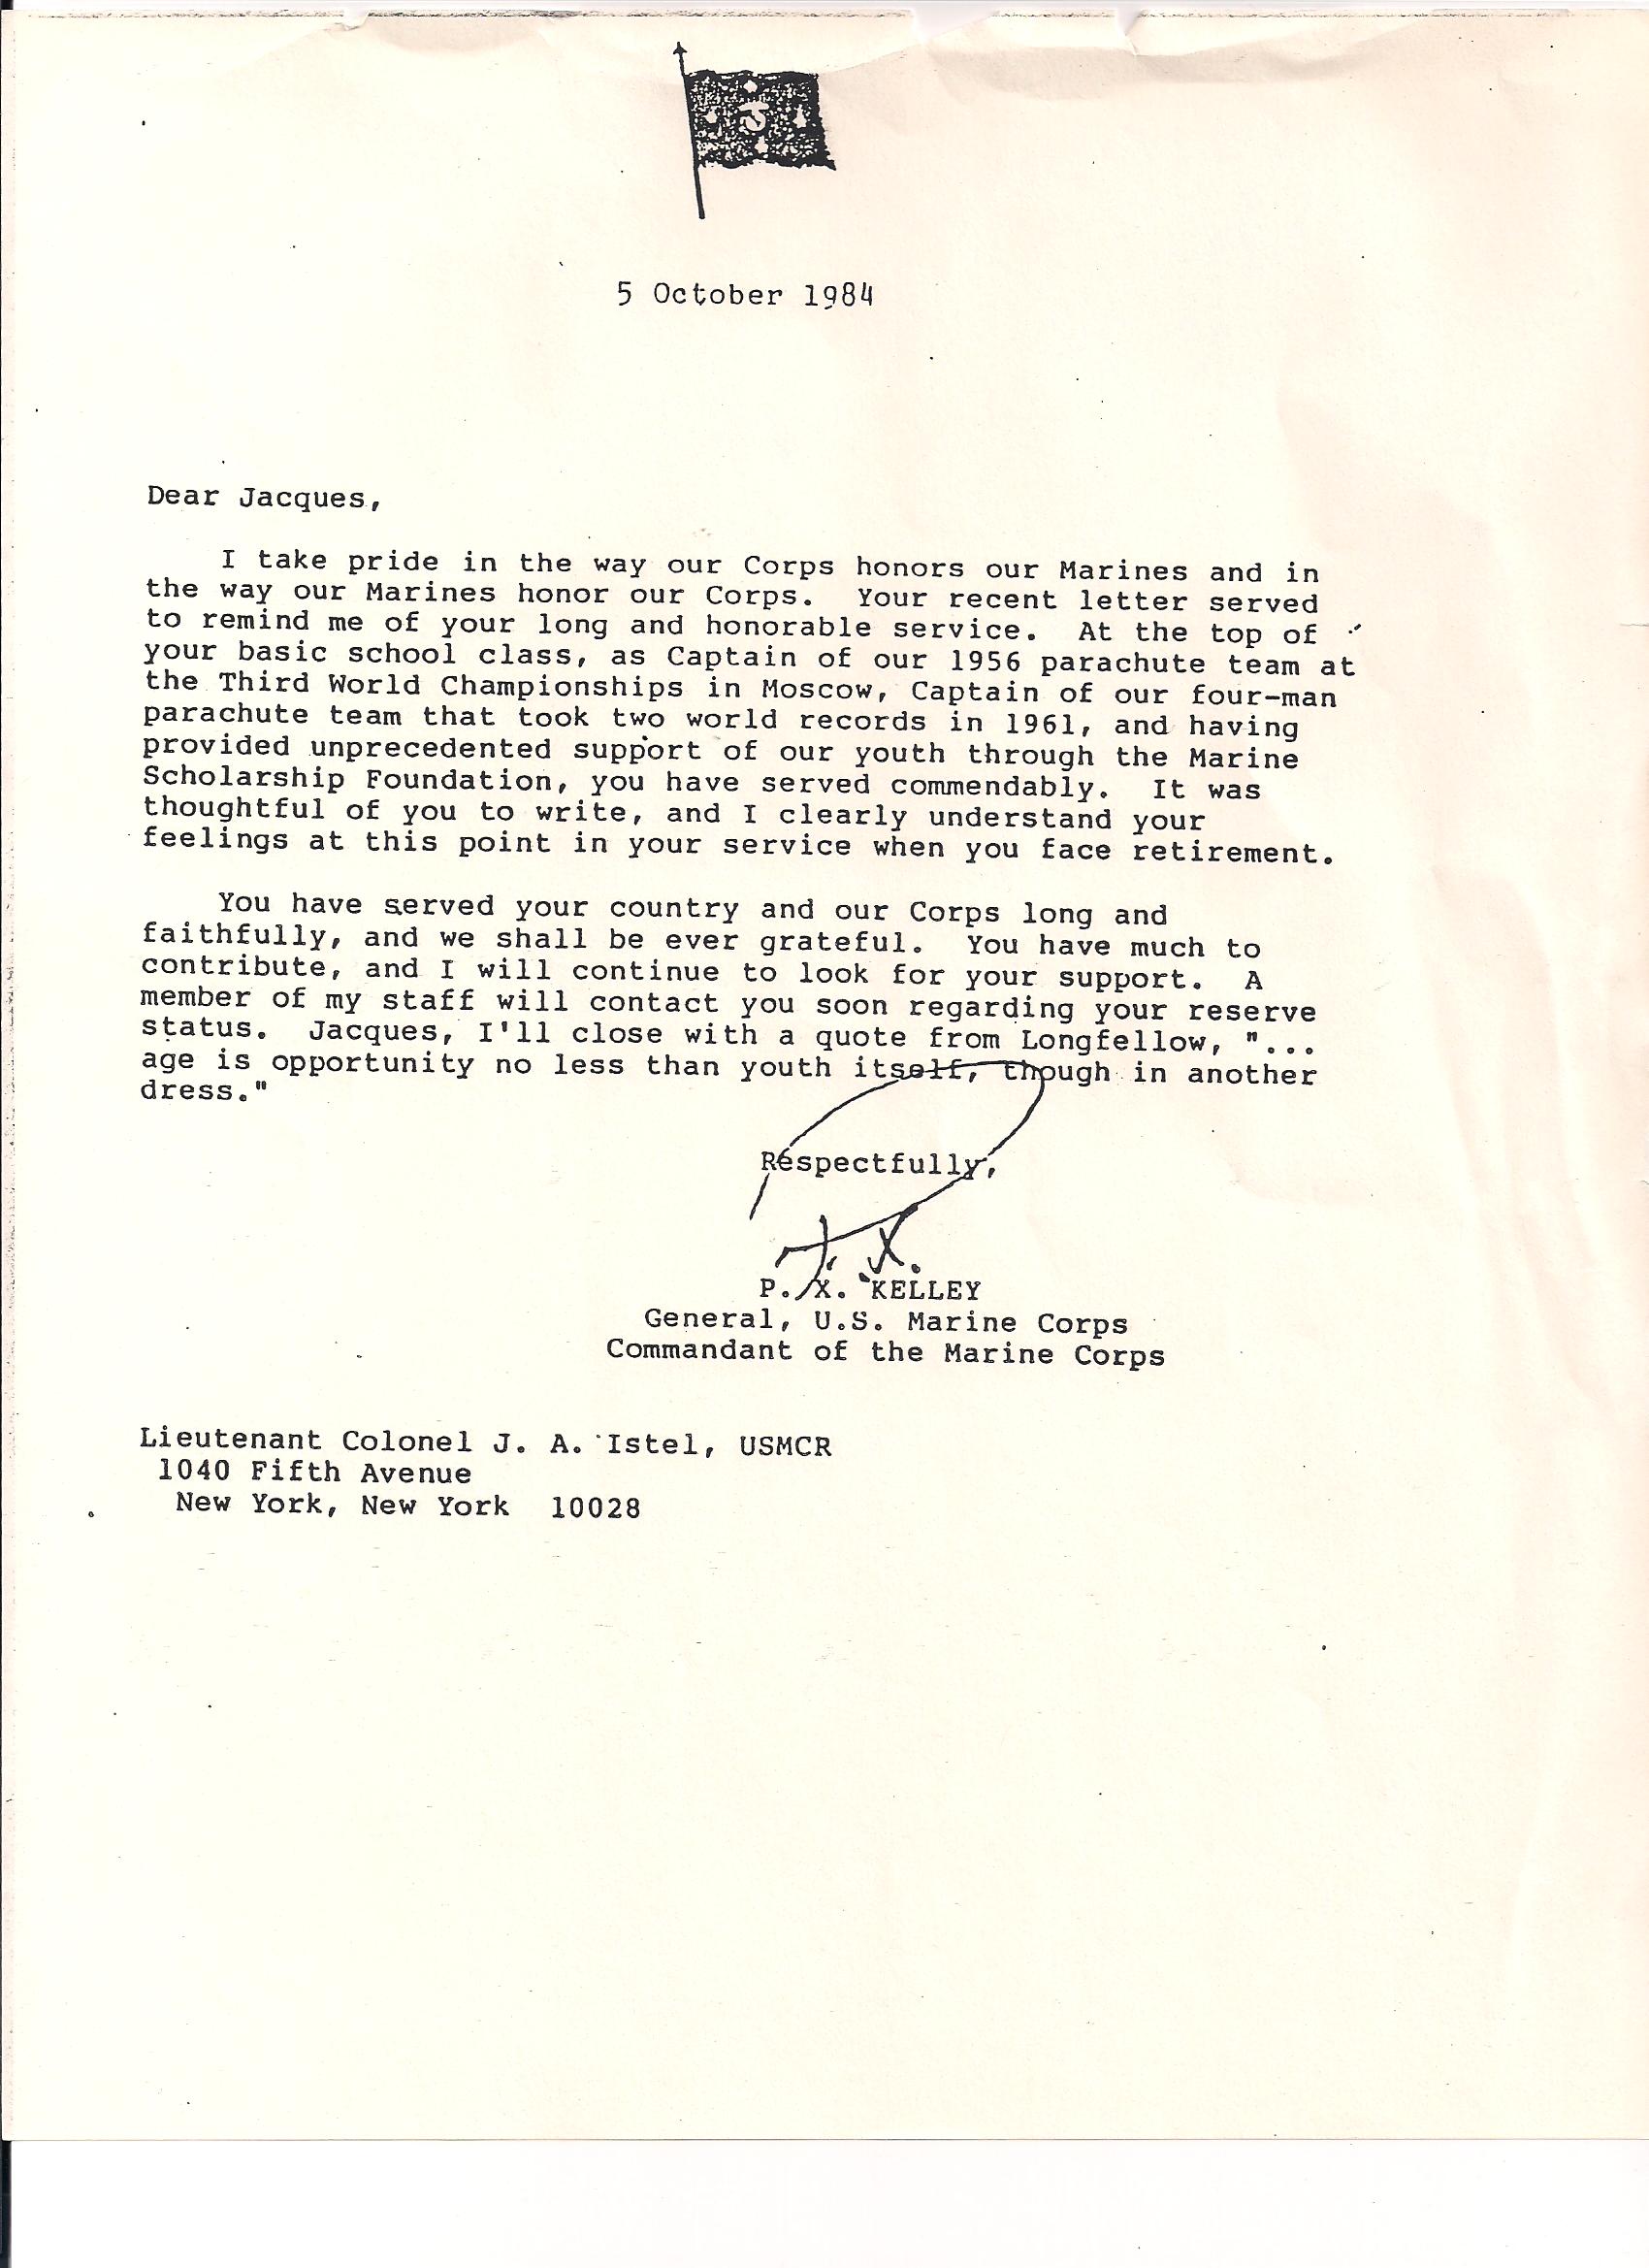 5 October 1984
Dear Jacques,
I take pride in the way our Corps honors our Marines and in
the way our Marines honor our Corps. Your recent letter served
to remind me of your long and honorable service. At the top of
your basic school class, as Captain of our 1956 parachute team at
the Third World Championships in Moscow, Captain of our four-man
parachute team that took two world records in 1961, and having
provided unprecedented support of our youth through the Marine
Scholarship Foundation, you have served commendably. It was
thoughtful of you to write, and I clearly understand your
feelings at this point in your service when you face retirement.
You have served your country and our Corps long and
faithfully, and we shall be ever grateful. You have much to
contribute, and I will continue to look for your support. A
member of my staff will contact you soon regarding your reserve
status. Jacques, I'll close with a quote from Longfellow, "...
age is opportunity no less than youth itself, though in another
dress."
Respectfully,
P. X. KELLEY
General, U.S. Marine Corps
Commandant of the Marine Corps
Lieutenant Colonel J. A. Istel, USMCR
1040 Fifth Avenue
New York, New York 10028